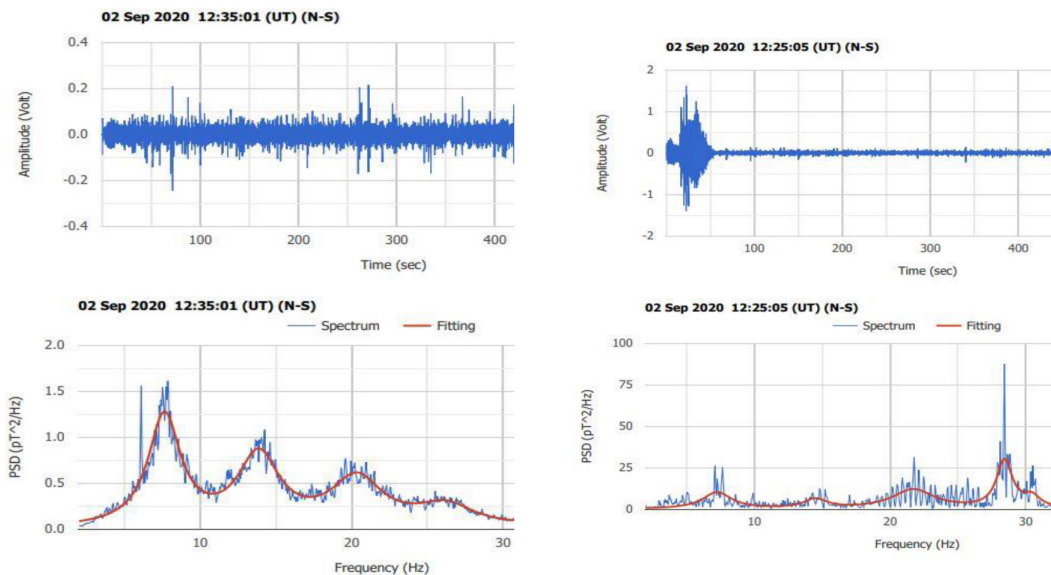 02 Sep 2020 12:35:01 (UT) (N-S)
0.4
0.2
0.0
-0.2
-0.4
Amplitude (Volt)
100
200
300
400
Time (sec)
02 Sep 2020 12:25:05 (UT) (N-S)
2
1
0
-1
-2
Amplitude (Volt)
100
200
300
400
Time (sec)
02 Sep 2020 12:35:01 (UT) (N-S)
Spectrum
Fitting
2.0
1.5
1.0
0.5
0.0
PSD (pT^2/Hz)
10
20
30
Frequency (Hz)
02 Sep 2020 12:25:05 (UT) (N-S)
Spectrum
Fitting
100
75
50
25
0
PSD (pT^2/Hz)
10
20
30
Frequency (Hz)